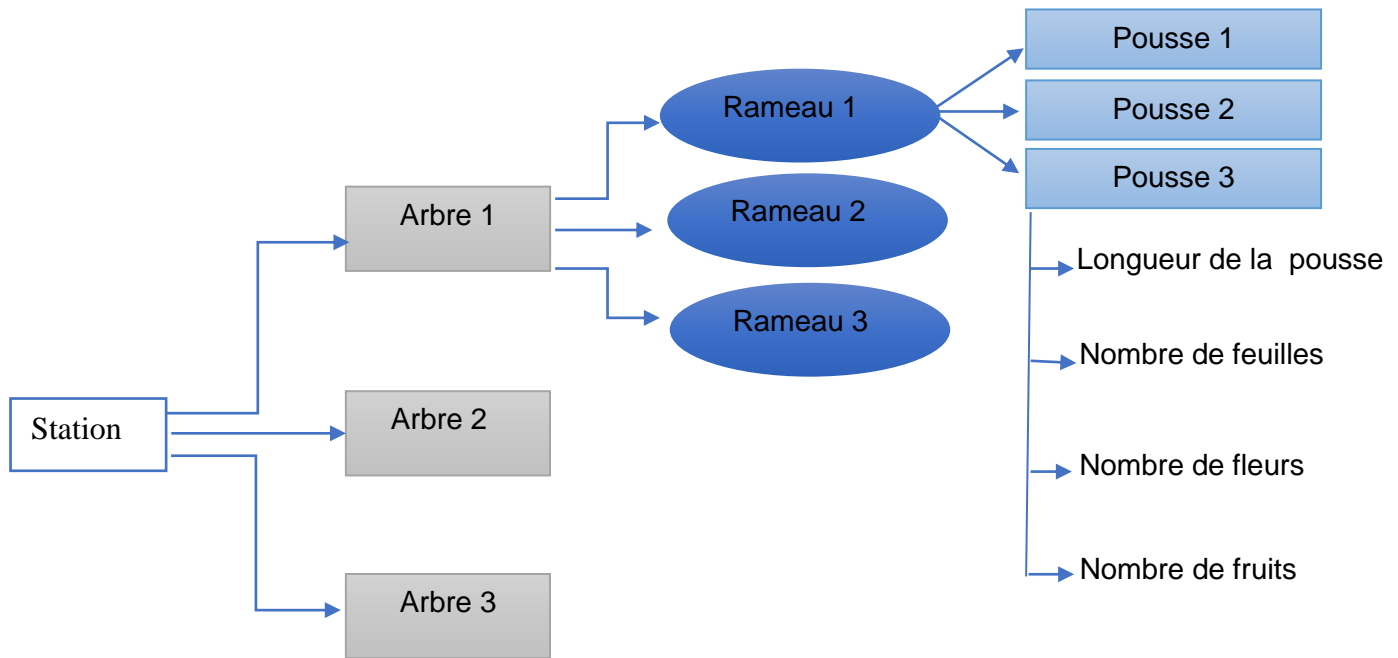 Station
Arbre 1
Arbre 2
Arbre 3
Rameau 1
Rameau 2
Rameau 3
Pousse 1
Pousse 2
Pousse 3
Longueur de la  pousse
Nombre de feuilles
Nombre de fleurs
Nombre de fruits